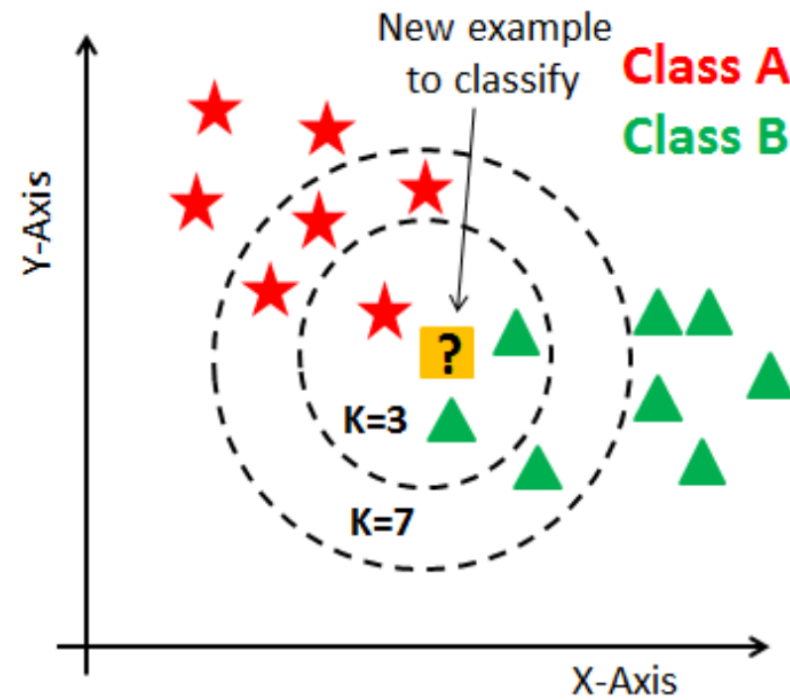 New example
to classify
Class A
Class B
Y-Axis
?
K=3
K=7
X-Axis